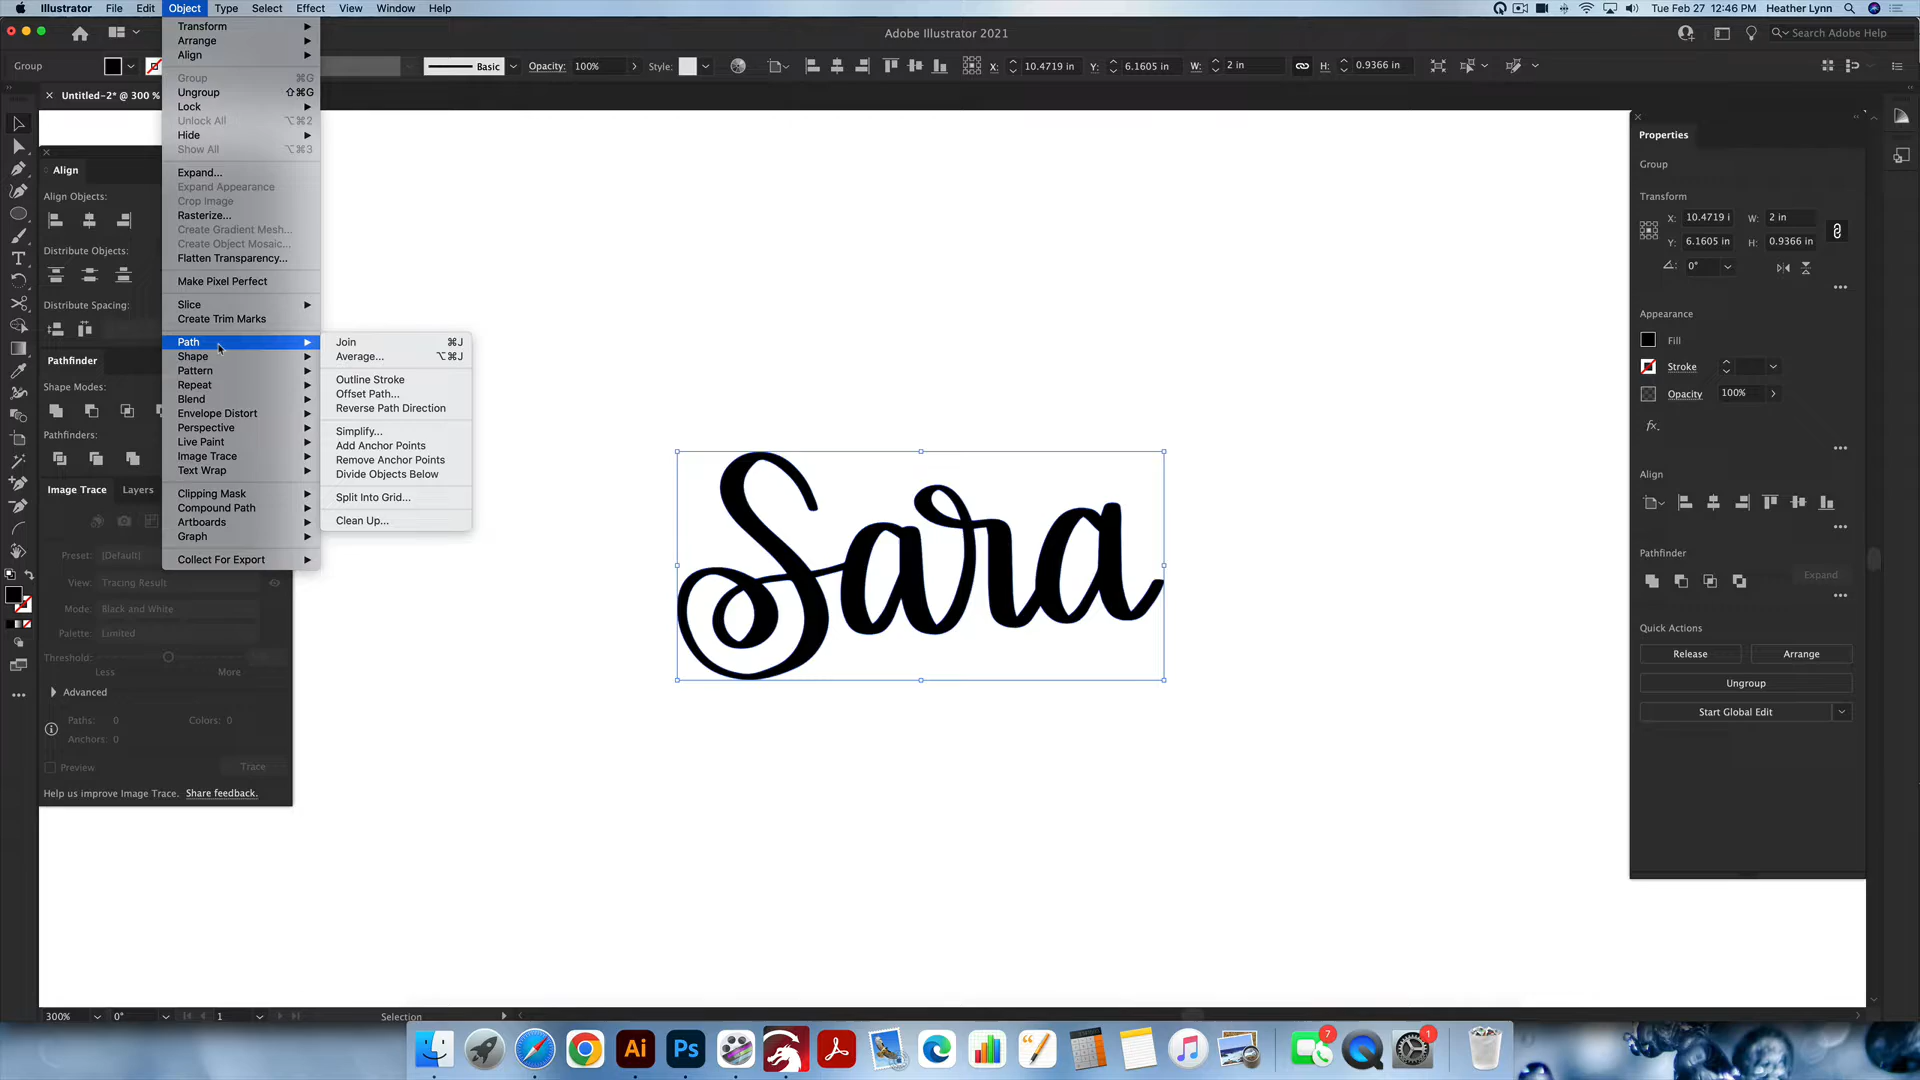 Illustrator File Edit Object Type Select Effect View Window Help Tue Feb 27 12:46 PM Heather Lynn
Adobe Illustrator 2021
Search Adobe Help
Group Basic Opacity: 100% Style: X: 10.4719 in Y: 6.1605 in W: 2 in H: 0.9366 in
Untitled-2* @ 300 %
Transform
Arrange
Align
Group ⌘G
Ungroup ⇧⌘G
Lock
Unlock All ⌥⌘2
Hide
Show All ⌥⌘3
Expand...
Expand Appearance
Crop Image
Rasterize...
Create Gradient Mesh...
Create Object Mosaic...
Flatten Transparency...
Make Pixel Perfect
Slice
Create Trim Marks
Path
Shape
Pattern
Repeat
Blend
Envelope Distort
Perspective
Live Paint
Image Trace
Text Wrap
Clipping Mask
Compound Path
Artboards
Graph
Collect For Export
Join ⌘J
Average... ⌥⌘J
Outline Stroke
Offset Path...
Reverse Path Direction
Simplify...
Add Anchor Points
Remove Anchor Points
Divide Objects Below
Split Into Grid...
Clean Up...
Align
Align Objects:
Distribute Objects:
Distribute Spacing:
Pathfinder
Shape Modes:
Pathfinders:
Image Trace Layers
Preset: [Default]
View: Tracing Result
Mode: Black and White
Palette: Limited
Threshold:
Less More
Advanced
Paths: 0 Colors: 0
Anchors: 0
Preview Trace
Help us improve Image Trace. Share feedback.
Sara
Properties
Group
Transform
X: 10.4719 i W: 2 in
Y: 6.1605 in H: 0.9366 in
0°
Appearance
Fill
Stroke
Opacity 100%
fx.
Align
Pathfinder
Expand
Quick Actions
Release Arrange
Ungroup
Start Global Edit
300% 0° 1 Selection
Ai Ps 7 1